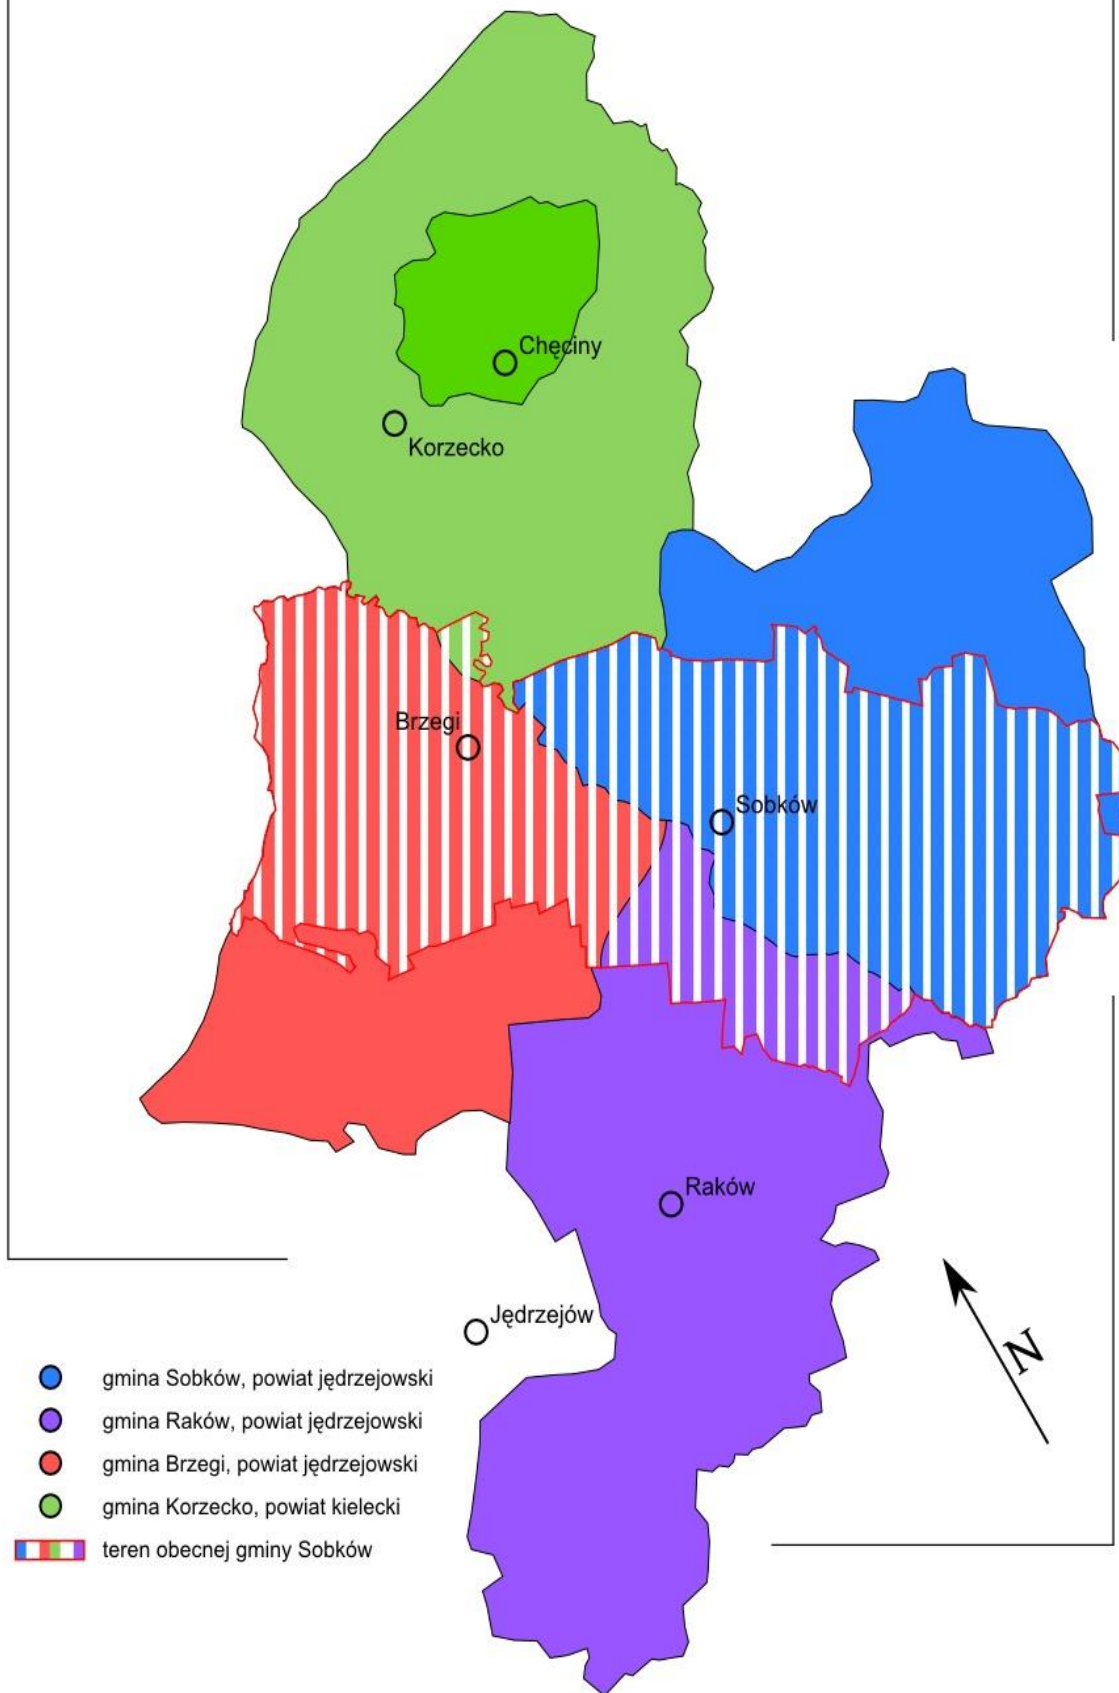 Chęciny
Korzecko
Brzegi
Sobków
Raków
Jędrzejów
N
gmina Sobków, powiat jędrzejowski
gmina Raków, powiat jędrzejowski
gmina Brzegi, powiat jędrzejowski
gmina Korzecko, powiat kielecki
teren obecnej gminy Sobków